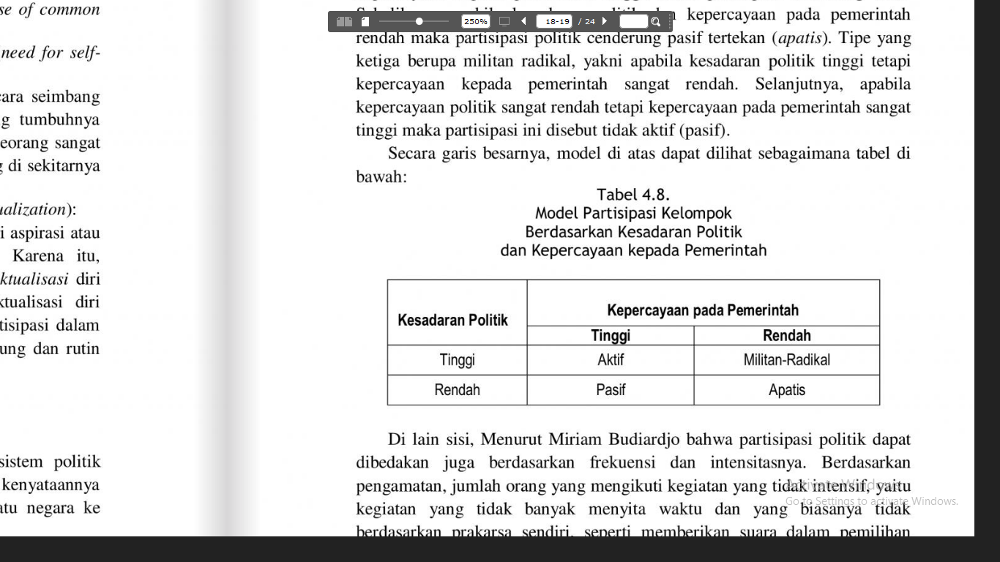 se of common
need for self-
cara seimbang
g tumbuhnya
eorang sangat
g di sekitarnya
ualization):
i aspirasi atau
Karena itu,
ktualisasi diri
ktualisasi diri
tisipasi dalam
ung dan rutin
sistem politik
kenyataannya
atu negara ke
250%
18-19 / 24
kepercayaan pada pemerintah
rendah maka partisipasi politik cenderung pasif tertekan (apatis). Tipe yang
ketiga berupa militan radikal, yakni apabila kesadaran politik tinggi tetapi
kepercayaan kepada pemerintah sangat rendah. Selanjutnya, apabila
kepercayaan politik sangat rendah tetapi kepercayaan pada pemerintah sangat
tinggi maka partisipasi ini disebut tidak aktif (pasif).
Secara garis besarnya, model di atas dapat dilihat sebagaimana tabel di
bawah:
Tabel 4.8.
Model Partisipasi Kelompok
Berdasarkan Kesadaran Politik
dan Kepercayaan kepada Pemerintah
Kesadaran Politik
Kepercayaan pada Pemerintah
Tinggi Rendah
Tinggi Aktif Militan-Radikal
Rendah Pasif Apatis
Di lain sisi, Menurut Miriam Budiardjo bahwa partisipasi politik dapat
dibedakan juga berdasarkan frekuensi dan intensitasnya. Berdasarkan
pengamatan, jumlah orang yang mengikuti kegiatan yang tidak intensif, yaitu
kegiatan yang tidak banyak menyita waktu dan yang biasanya tidak
berdasarkan prakarsa sendiri, seperti memberikan suara dalam pemilihan
Activate Windows
Go to Settings to activate Windows.